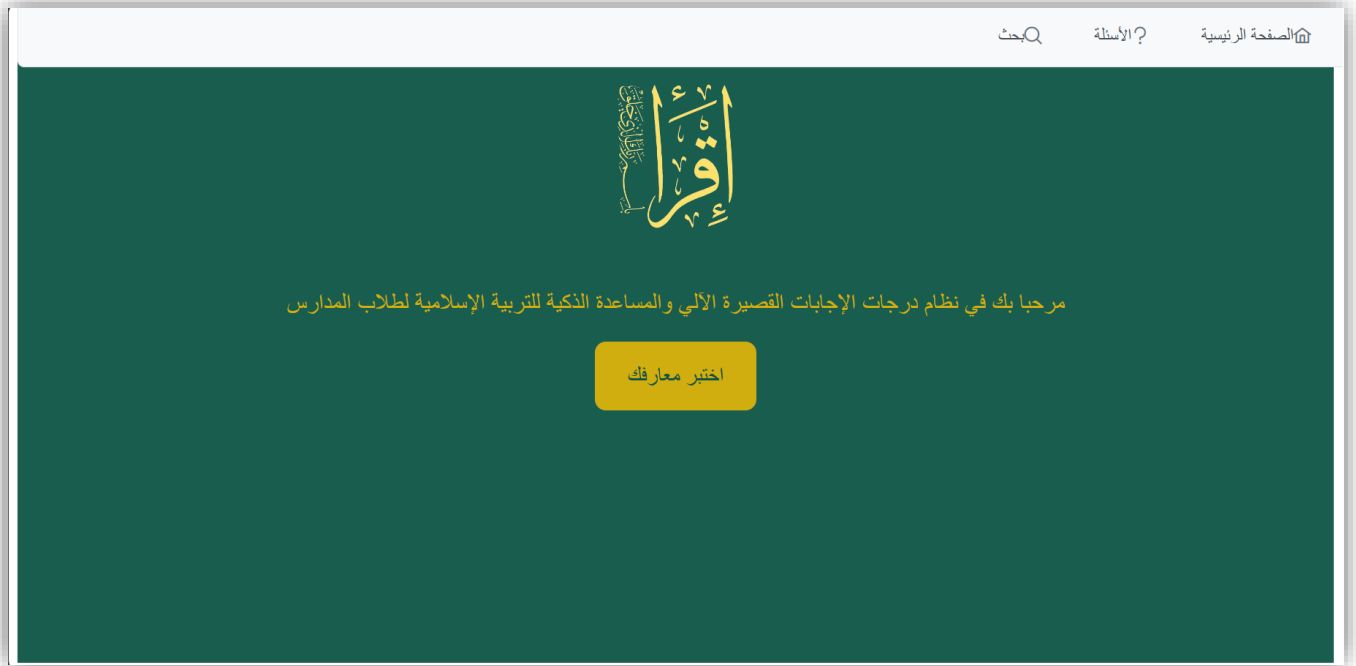 الصفحة الرئيسية
الأسئلة
بحث
إِقْرَأْ
مرحبا بك في نظام درجات الإجابات القصيرة الآلي والمساعدة الذكية للتربية الإسلامية لطلاب المدارس
اختبر معارفك